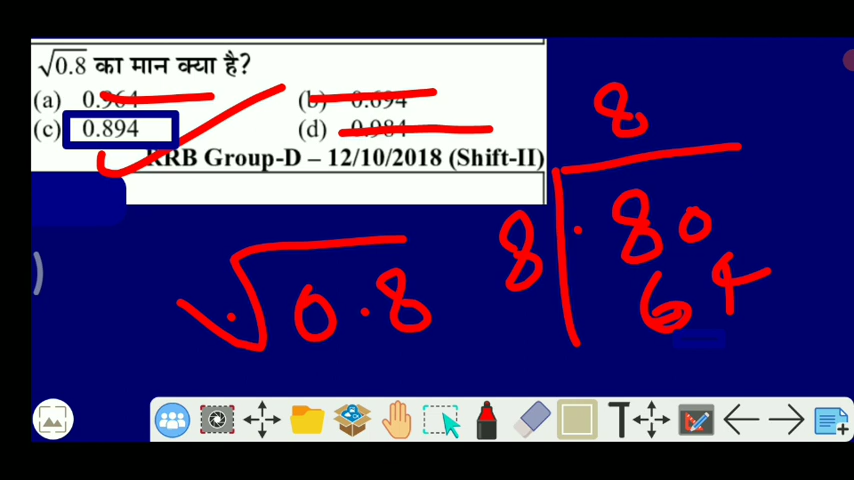 √0.8 का मान क्या है?
(a) 0.964
(b) 0.694
(c) 0.894
(d) 0.984
RRB Group-D – 12/10/2018 (Shift-II)
8
8 .80
64
√0.8
)
T